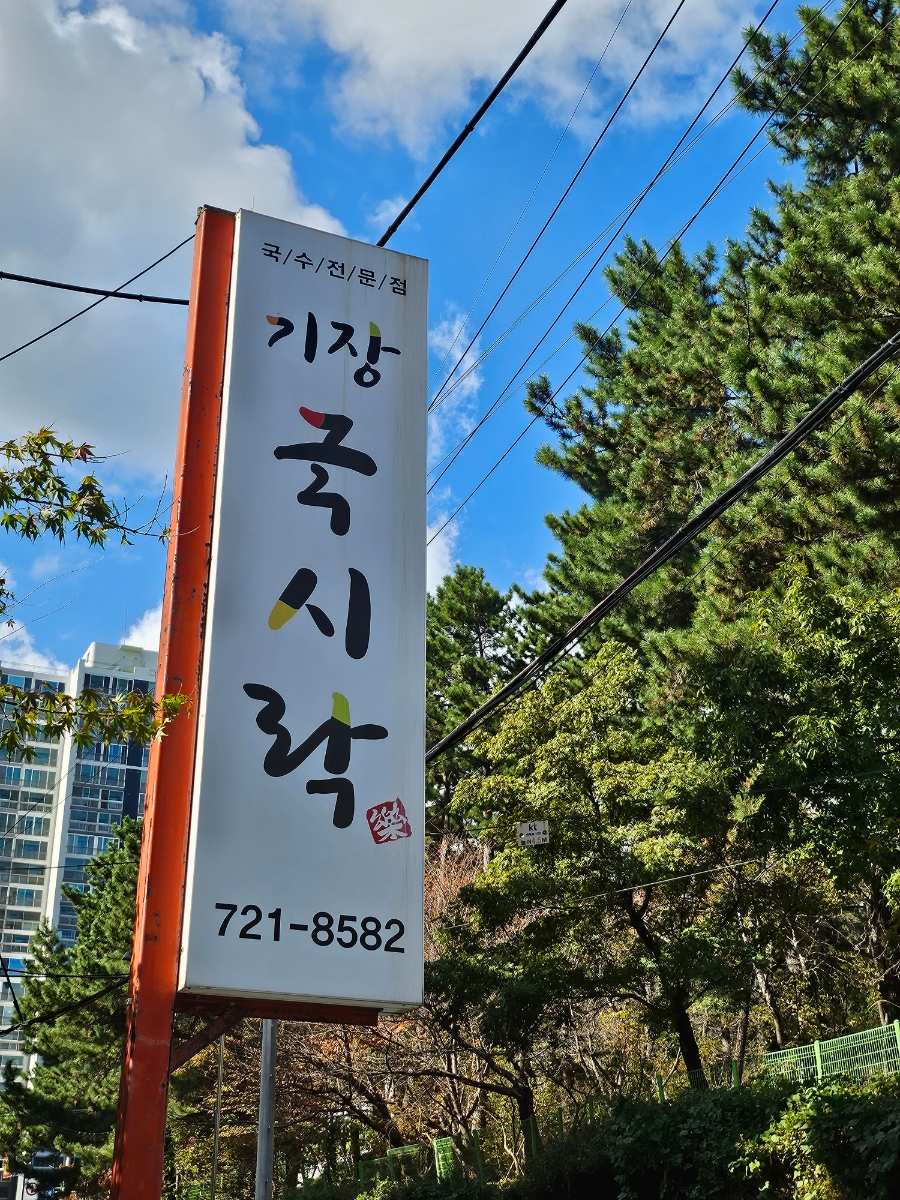 국/수/전/문/점
기장
국
시
락
樂
721-8582